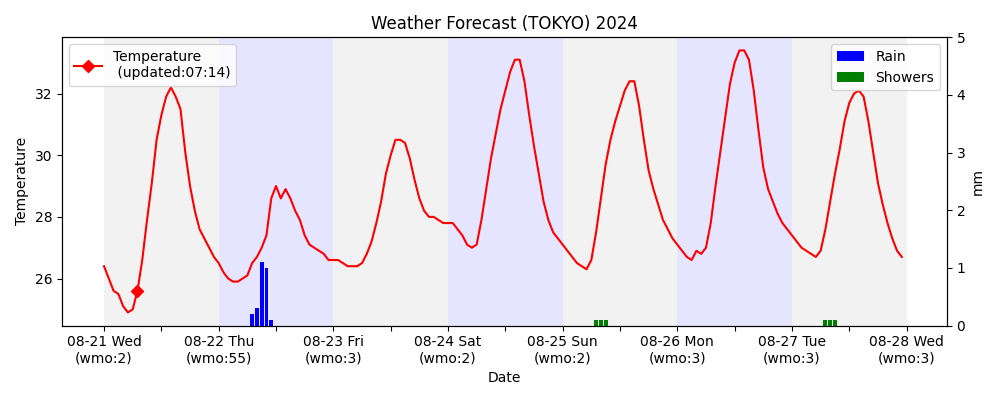 Weather Forecast (TOKYO) 2024
Temperature
(updated:07:14)
Rain
Showers
Temperature
32
30
28
26
5
4
3
2
1
0
mm
08-21 Wed
(wmo:2)
08-22 Thu
(wmo:55)
08-23 Fri
(wmo:3)
08-24 Sat
(wmo:2)
08-25 Sun
(wmo:2)
08-26 Mon
(wmo:3)
08-27 Tue
(wmo:3)
08-28 Wed
(wmo:3)
Date